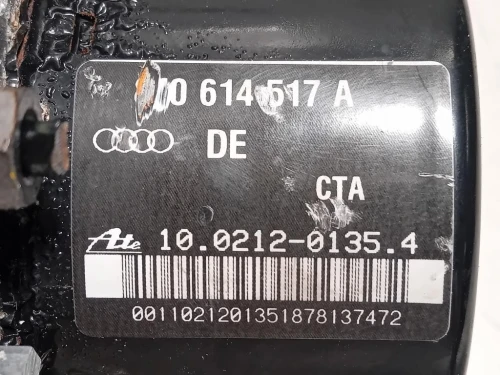 0 614 517 A
DE
CTA
Ate 10.0212-0135.4
0011021201351878137472